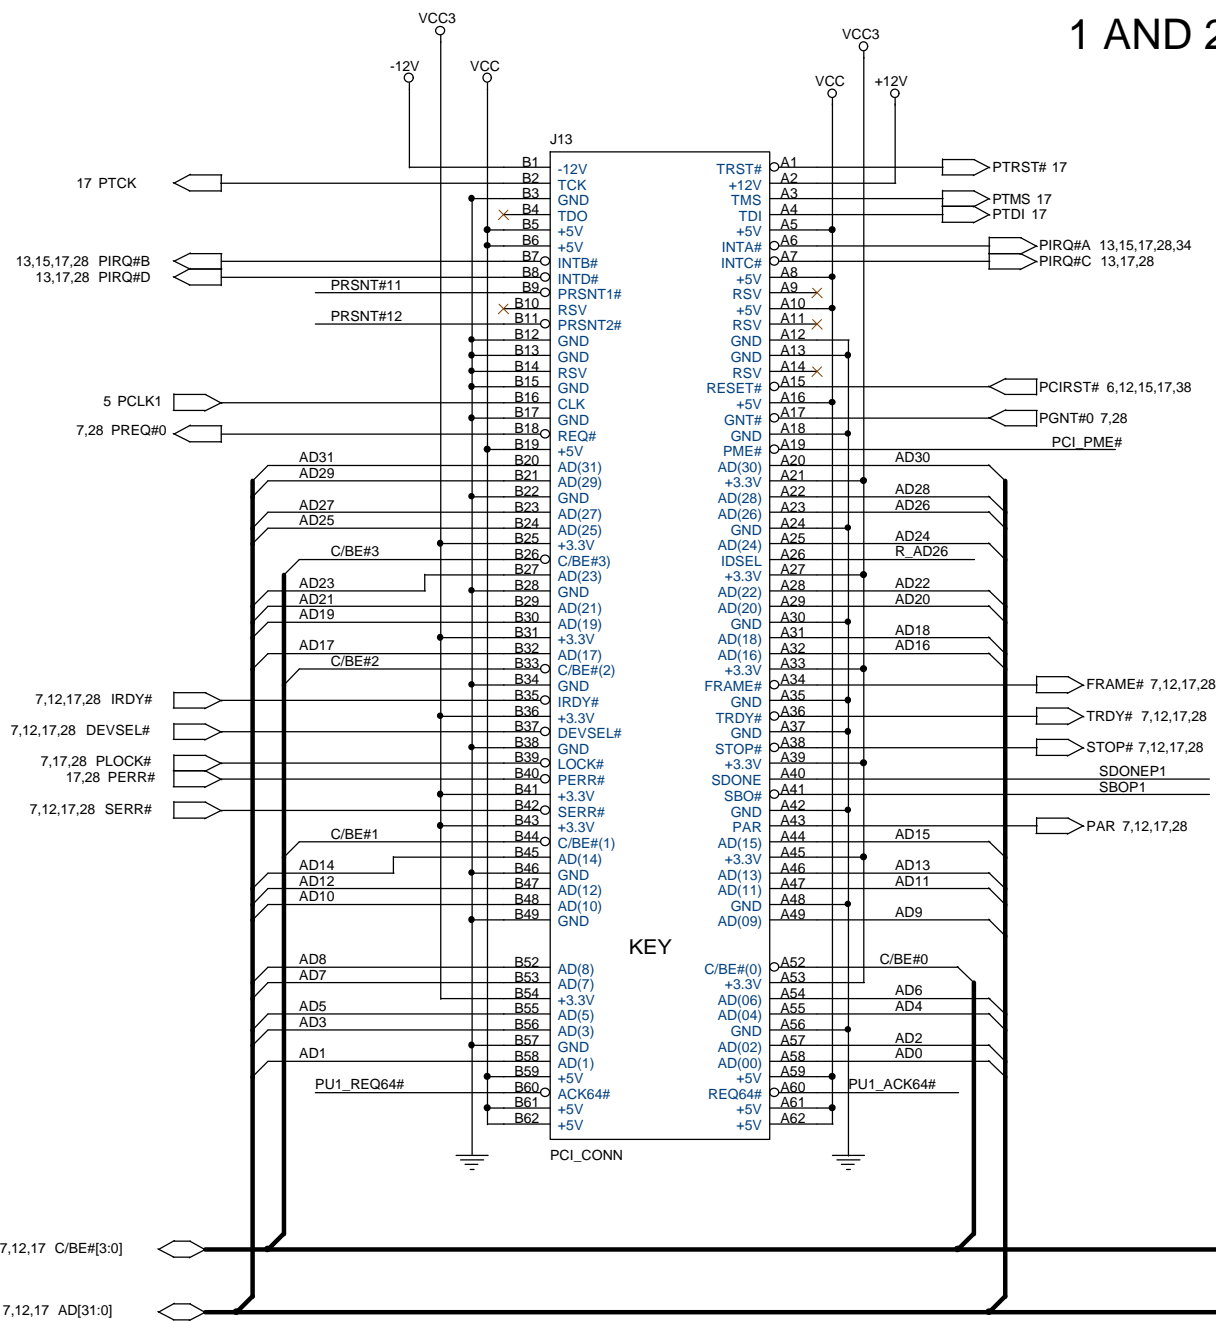 1 AND 2
VCC3
-12V
VCC
VCC3
VCC
+12V
J13
B1 -12V TRST# A1 PTRST# 17
17 PTCK B2 TCK +12V A2
B3 GND TMS A3 PTMS 17
B4 TDO TDI A4 PTDI 17
B5 +5V +5V A5
B6 +5V INTA# A6 PIRQ#A 13,15,17,28,34
13,15,17,28 PIRQ#B B7 INTB# INTC# A7 PIRQ#C 13,17,28
13,17,28 PIRQ#D B8 INTD# +5V A8
PRSNT#11 B9 PRSNT1# RSV A9
B10 RSV +5V A10
PRSNT#12 B11 PRSNT2# RSV A11
B12 GND GND A12
B13 GND GND A13
B14 RSV RSV A14
B15 GND RESET# A15 PCIRST# 6,12,15,17,38
5 PCLK1 B16 CLK +5V A16
B17 GND GNT# A17 PGNT#0 7,28
7,28 PREQ#0 B18 REQ# GND A18
B19 +5V PME# A19 PCI_PME#
AD31 B20 AD(31) AD(30) A20 AD30
AD29 B21 AD(29) +3.3V A21
B22 GND AD(28) A22 AD28
AD27 B23 AD(27) AD(26) A23 AD26
AD25 B24 AD(25) GND A24
B25 +3.3V AD(24) A25 AD24
C/BE#3 B26 C/BE#3) IDSEL A26 R_AD26
B27 AD(23) +3.3V A27
AD23 B28 GND AD(22) A28 AD22
AD21 B29 AD(21) AD(20) A29 AD20
AD19 B30 AD(19) GND A30
B31 +3.3V AD(18) A31 AD18
AD17 B32 AD(17) AD(16) A32 AD16
C/BE#2 B33 C/BE#(2) +3.3V A33
B34 GND FRAME# A34 FRAME# 7,12,17,28
7,12,17,28 IRDY# B35 IRDY# GND A35
B36 +3.3V TRDY# A36 TRDY# 7,12,17,28
7,12,17,28 DEVSEL# B37 DEVSEL# GND A37
B38 GND STOP# A38 STOP# 7,12,17,28
7,17,28 PLOCK# B39 LOCK# +3.3V A39
17,28 PERR# B40 PERR# SDONE A40 SDONEP1
B41 +3.3V SBO# A41 SBOP1
7,12,17,28 SERR# B42 SERR# GND A42
B43 +3.3V PAR A43 PAR 7,12,17,28
C/BE#1 B44 C/BE#(1) AD(15) A44 AD15
B45 AD(14) +3.3V A45
AD14 B46 GND AD(13) A46 AD13
AD12 B47 AD(12) AD(11) A47 AD11
AD10 B48 AD(10) GND A48
B49 GND AD(09) A49 AD9
KEY
AD8 B52 AD(8) C/BE#(0) A52 C/BE#0
AD7 B53 AD(7) +3.3V A53
B54 +3.3V AD(06) A54 AD6
AD5 B55 AD(5) AD(04) A55 AD4
AD3 B56 AD(3) GND A56
B57 GND AD(02) A57 AD2
AD1 B58 AD(1) AD(00) A58 AD0
B59 +5V +5V A59
PU1_REQ64# B60 ACK64# REQ64# A60 PU1_ACK64#
B61 +5V +5V A61
B62 +5V +5V A62
PCI_CONN
7,12,17 C/BE#[3:0]
7,12,17 AD[31:0]